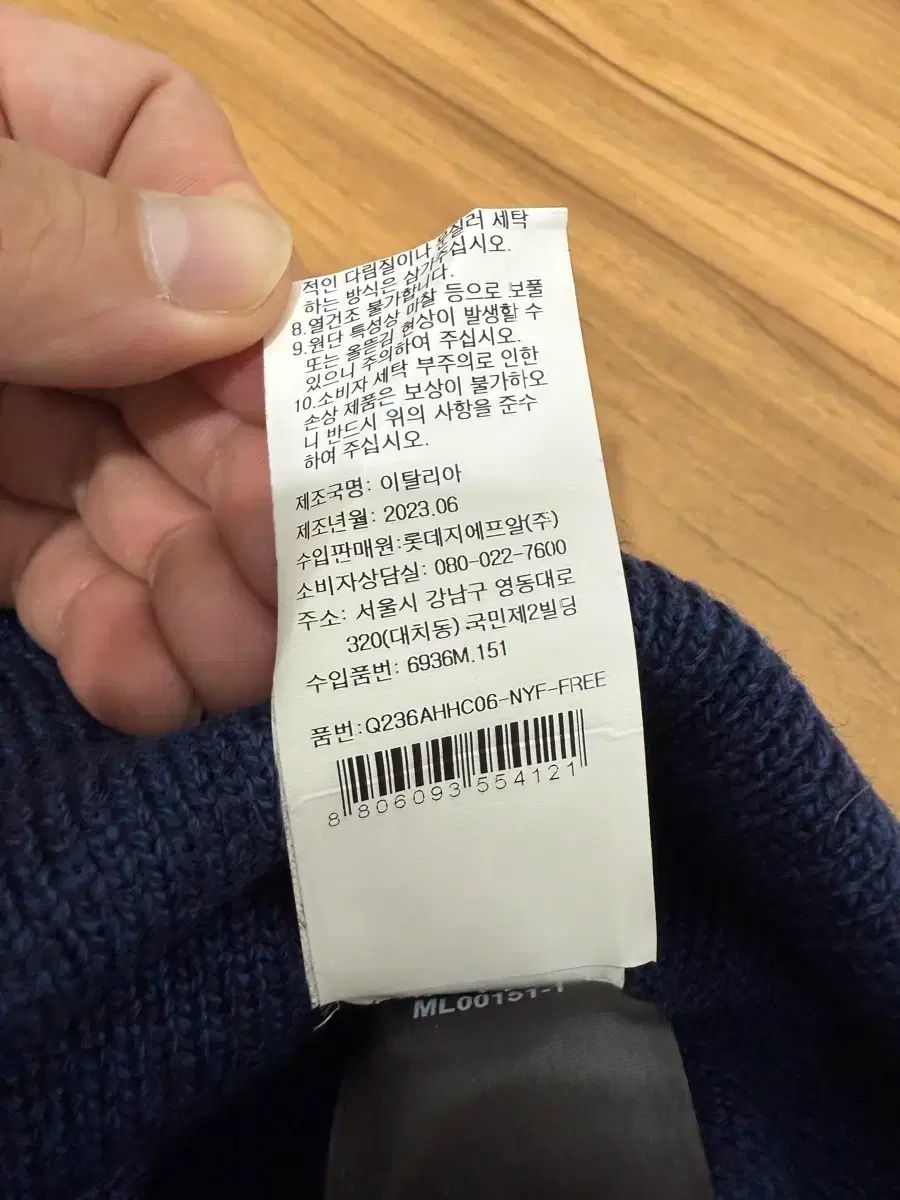 세탁
적인 다림질이나
하는 방식은 삼가주십시오.
8.열건조 불가합니다.
9.원단 특성상 마찰 등으로 보풀
또는 올뜯김 현상이 발생할 수
있으니 주의하여 주십시오.
10.소비자 세탁 부주의로 인한
손상 제품은 보상이 불가하오
니 반드시 위의 사항을 준수
하여 주십시오.
제조국명: 이탈리아
제조년월: 2023.06
수입판매원:롯데지에프알(주)
소비자상담실: 080-022-7600
주소: 서울시 강남구 영동대로
320(대치동) 국민제2빌딩
수입품번: 6936M.151
품번:Q236AHHC06-NYF-FREE
8 806093 554121
ML00151-1